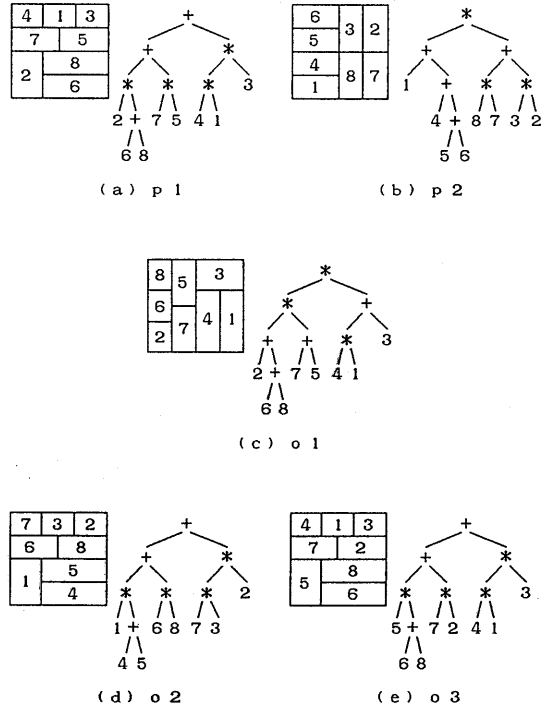 4 1 3
7 5
2 8
6
+
+ *
* * * 3
2 + 7 5 4 1
6 8
(a) p 1
6 3 2
5
4 8 7
1
*
+ +
1 + * *
4 + 8 7 3 2
5 6
(b) p 2
8 5 3
6 4 1
2 7
*
* +
+ + * 3
2 + 7 5 4 1
6 8
(c) o 1
7 3 2
6 8
1 5
4
+
+ *
* * * 2
1 + 6 8 7 3
4 5
(d) o 2
4 1 3
7 2
5 8
6
+
+ *
* * * 3
5 + 7 2 4 1
6 8
(e) o 3